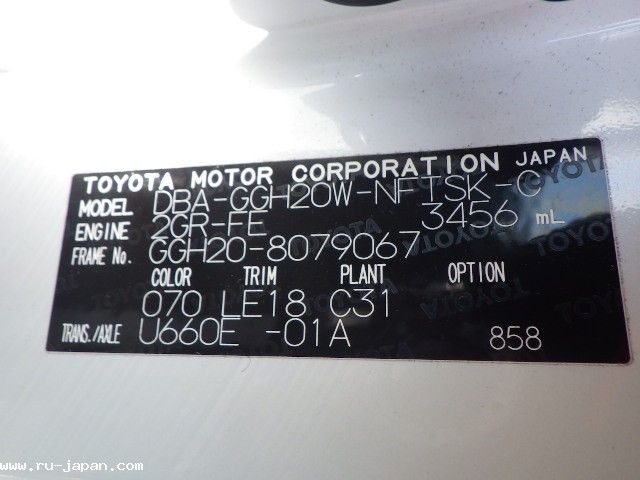 TOYOTA MOTOR CORPORATION JAPAN
MODEL DBA-GGH20W-NFTSK-C
ENGINE 2GR-FE 3456 mL
FRAME No. GGH20-8079067
COLOR TRIM PLANT OPTION
070 LE18 C31
TRANS./AXLE U660E -01A 858
www.ru-japan.com